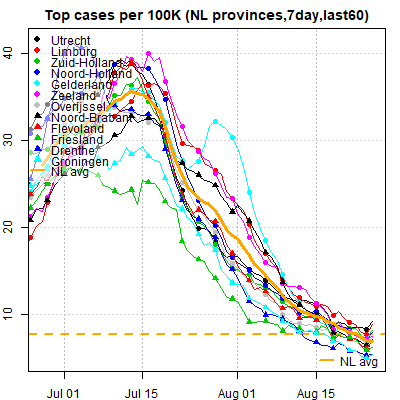 Top cases per 100K (NL provinces,7day,last60)
Utrecht
Limburg
Zuid-Holland
Noord-Holland
Gelderland
Zeeland
Overijssel
Noord-Brabant
Flevoland
Friesland
Drenthe
Groningen
NL avg
40
30
20
10
NL avg
Jul 01
Jul 15
Aug 01
Aug 15